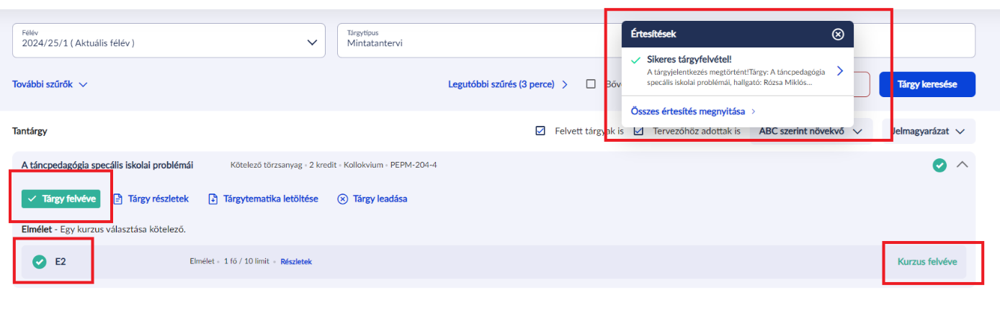 Félév
2024/25/1 ( Aktuális félév )
Tárgytípus
Mintatantervi
Értesítések
Sikeres tárgyfelvétel!
A tárgyjelentkezés megtörtént!Tárgy: A táncpedagógia
specális iskolai problémái, hallgató: Rózsa Miklós...
Összes értesítés megnyitása
További szűrők
Legutóbbi szűrés (3 perce)
Tárgy keresése
Tantárgy
Felvett tárgyak is
Tervezőhöz adottak is
ABC szerint növekvő
Jelmagyarázat
A táncpedagógia specális iskolai problémái
Kötelező törzsanyag • 2 kredit • Kollokvium • PEPM-204-4
Tárgy felvéve
Tárgy részletek
Tárgytematika letöltése
Tárgy leadása
Elmélet - Egy kurzus választása kötelező.
E2
Elmélet • 1 fő / 10 limit • Részletek
Kurzus felvéve